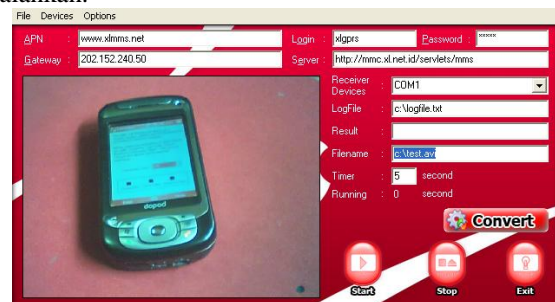 File Devices Options
APN : www.xlmms.net Login : xlgprs Password : *****
Gateway : 202.152.240.50 Server : http://mmc.xl.net.id/servlets/mms
Receiver Devices : COM1
LogFile : c:\logfile.txt
Result :
Filename : c:\test.avi
Timer : 5 second
Running : 0 second
Convert
dopod
Start Stop Exit